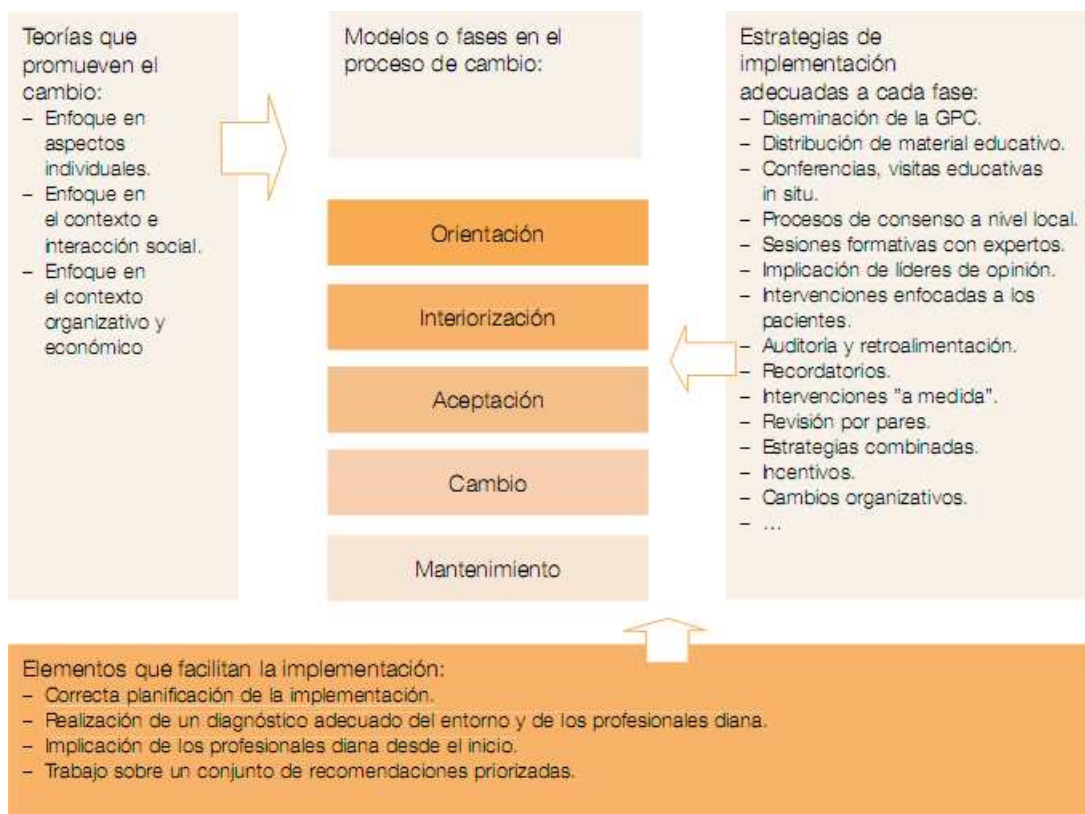 Teorías que
promueven el
cambio:
– Enfoque en
aspectos
individuales.
– Enfoque en
el contexto e
interacción social.
– Enfoque en
el contexto
organizativo y
económico
Modelos o fases en el
proceso de cambio:
Orientación
Interiorización
Aceptación
Cambio
Mantenimiento
Estrategias de
implementación
adecuadas a cada fase:
– Diseminación de la GPC.
– Distribución de material educativo.
– Conferencias, visitas educativas
in situ.
– Procesos de consenso a nivel local.
– Sesiones formativas con expertos.
– Implicación de líderes de opinión.
– Intervenciones enfocadas a los
pacientes.
– Auditoría y retroalimentación.
– Recordatorios.
– Intervenciones "a medida".
– Revisión por pares.
– Estrategias combinadas.
– Incentivos.
– Cambios organizativos.
– ...
Elementos que facilitan la implementación:
– Correcta planificación de la implementación.
– Realización de un diagnóstico adecuado del entorno y de los profesionales diana.
– Implicación de los profesionales diana desde el inicio.
– Trabajo sobre un conjunto de recomendaciones priorizadas.